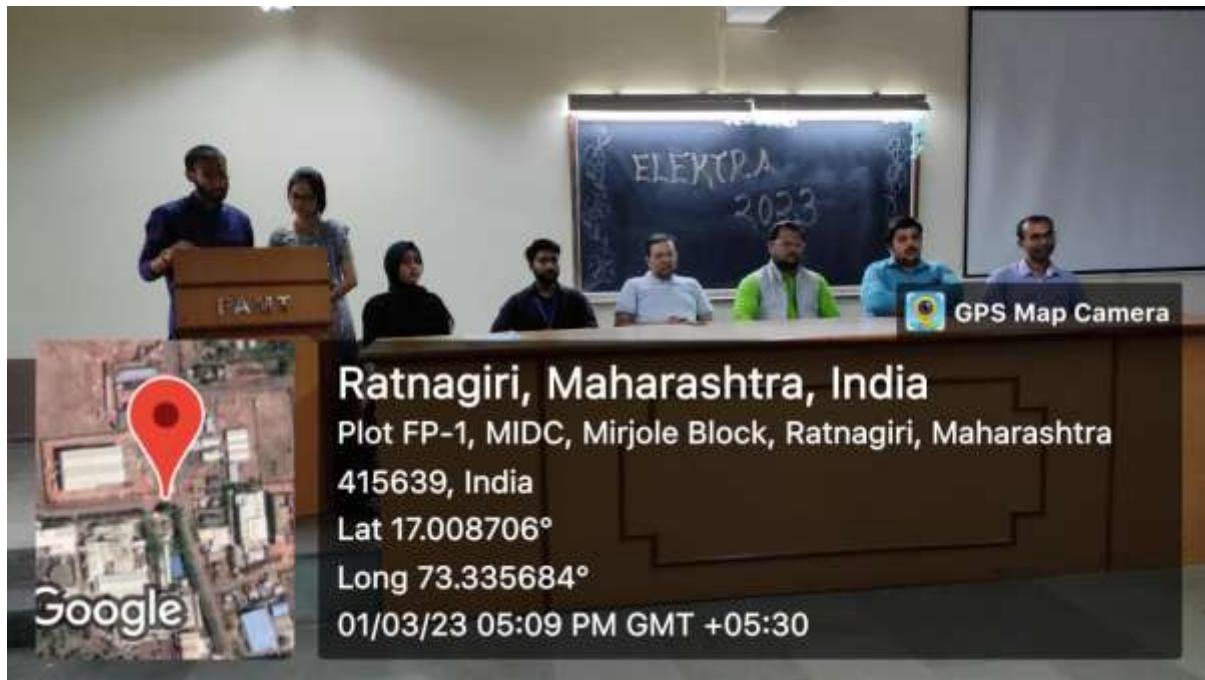 ELEKTRA
2023
FAMT
GPS Map Camera
Ratnagiri, Maharashtra, India
Plot FP-1, MIDC, Mirjole Block, Ratnagiri, Maharashtra
415639, India
Lat 17.008706°
Long 73.335684°
01/03/23 05:09 PM GMT +05:30
Google